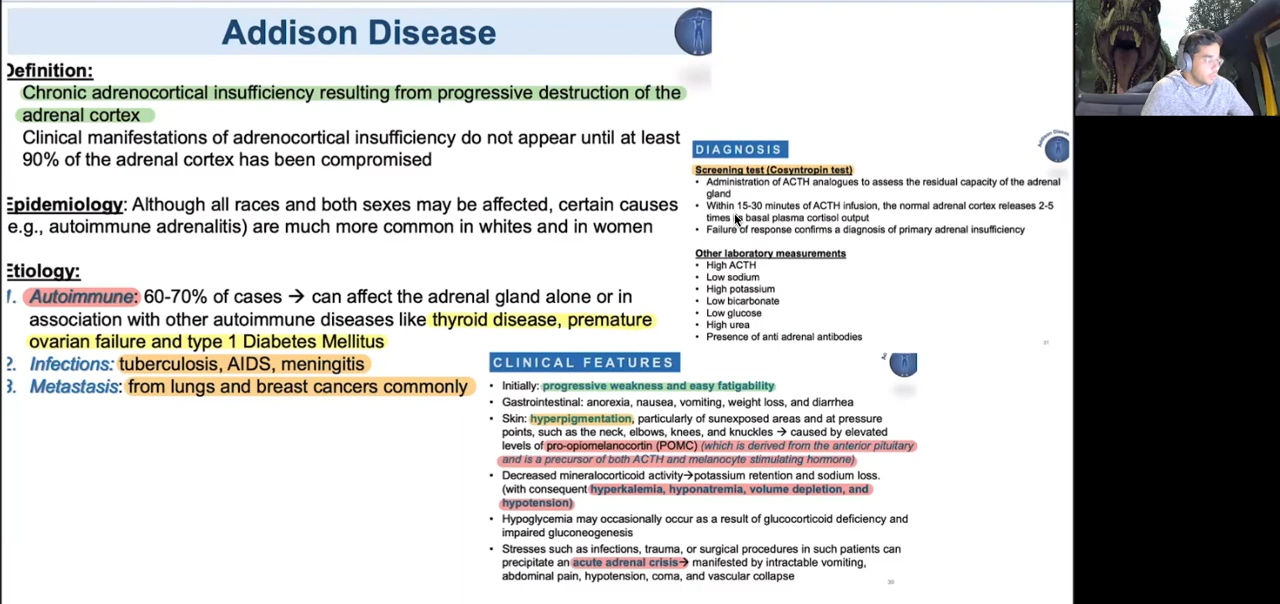 Addison Disease
Definition:
Chronic adrenocortical insufficiency resulting from progressive destruction of the
adrenal cortex
Clinical manifestations of adrenocortical insufficiency do not appear until at least
90% of the adrenal cortex has been compromised
Epidemiology: Although all races and both sexes may be affected, certain causes
e.g., autoimmune adrenalitis) are much more common in whites and in women
Etiology:
1. Autoimmune: 60-70% of cases → can affect the adrenal gland alone or in
association with other autoimmune diseases like thyroid disease, premature
ovarian failure and type 1 Diabetes Mellitus
2. Infections: tuberculosis, AIDS, meningitis
3. Metastasis: from lungs and breast cancers commonly
Addison Disease
DIAGNOSIS
Screening test (Cosyntropin test)
• Administration of ACTH analogues to assess the residual capacity of the adrenal
gland
• Within 15-30 minutes of ACTH infusion, the normal adrenal cortex releases 2-5
times its basal plasma cortisol output
• Failure of response confirms a diagnosis of primary adrenal insufficiency
Other laboratory measurements
• High ACTH
• Low sodium
• High potassium
• Low bicarbonate
• Low glucose
• High urea
• Presence of anti adrenal antibodies
CLINICAL FEATURES
• Initially: progressive weakness and easy fatigability
• Gastrointestinal: anorexia, nausea, vomiting, weight loss, and diarrhea
• Skin: hyperpigmentation, particularly of sunexposed areas and at pressure
points, such as the neck, elbows, knees, and knuckles → caused by elevated
levels of pro-opiomelanocortin (POMC) (which is derived from the anterior pituitary
and is a precursor of both ACTH and melanocyte stimulating hormone)
• Decreased mineralocorticoid activity→potassium retention and sodium loss.
(with consequent hyperkalemia, hyponatremia, volume depletion, and
hypotension)
• Hypoglycemia may occasionally occur as a result of glucocorticoid deficiency and
impaired gluconeogenesis
• Stresses such as infections, trauma, or surgical procedures in such patients can
precipitate an acute adrenal crisis→ manifested by intractable vomiting,
abdominal pain, hypotension, coma, and vascular collapse
30